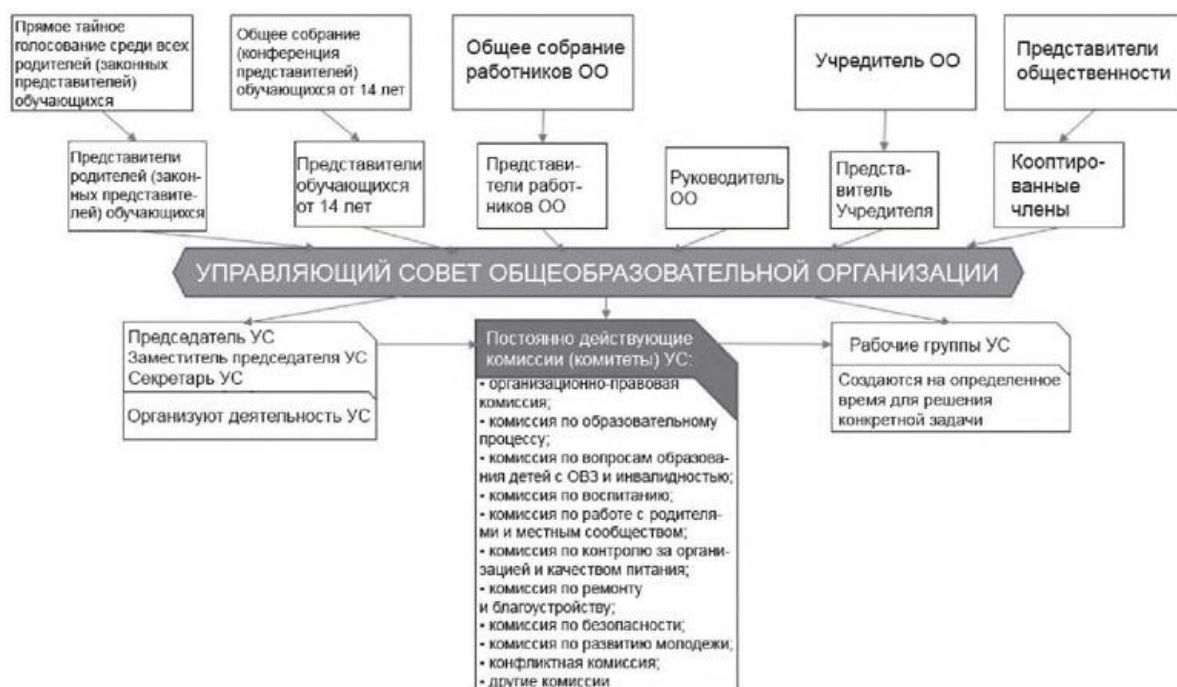 Прямое тайное
голосование среди всех
родителей (законных
представителей)
обучающихся
Общее собрание
(конференция
представителей)
обучающихся от 14 лет
Общее собрание
работников ОО
Учредитель ОО
Представители
общественности
Представители
родителей (закон-
ных представите-
лей) обучающихся
Представители
обучающихся
от 14 лет
Представи-
тели работ-
ников ОО
Руководитель
ОО
Предста-
витель
Учредителя
Кооптиро-
ванные
члены
УПРАВЛЯЮЩИЙ СОВЕТ ОБЩЕОБРАЗОВАТЕЛЬНОЙ ОРГАНИЗАЦИИ
Председатель УС
Заместитель председателя УС
Секретарь УС
Организуют деятельность УС
Постоянно действующие
комиссии (комитеты) УС:
• организационно-правовая
комиссия;
• комиссия по образовательному
процессу;
• комиссия по вопросам образова-
ния детей с ОВЗ и инвалидностью;
• комиссия по воспитанию;
• комиссия по работе с родителя-
ми и местным сообществом;
• комиссия по контролю за органи-
зацией и качеством питания;
• комиссия по ремонту
и благоустройству;
• комиссия по безопасности;
• комиссия по развитию молодежи;
• конфликтная комиссия;
• другие комиссии
Рабочие группы УС
Создаются на определенное
время для решения
конкретной задачи